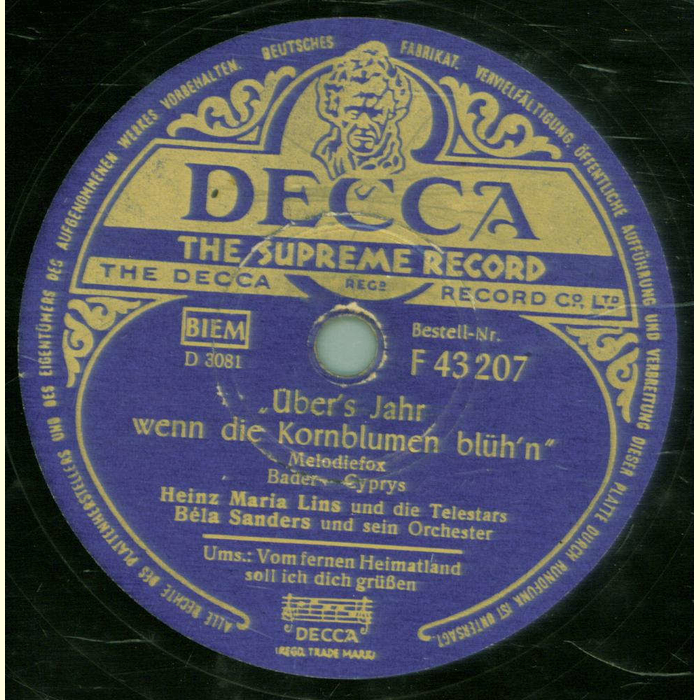 ALLE RECHTE DES PLATTENHERSTELLERS UND DES EIGENTÜMERS DES AUFGENOMMENEN WERKES VORBEHALTEN. DEUTSCHES FABRIKAT. VERVIELFÄLTIGUNG, ÖFFENTLICHE AUFFÜHRUNG UND VERBREITUNG DIESER PLATTE DURCH RUNDFUNK IST UNTERSAGT
DECCA
THE SUPREME RECORD
THE DECCA REGD RECORD CO., LTD
BIEM
D 3081
Bestell-Nr.
F 43207
„Über's Jahr
wenn die Kornblumen blüh'n"
Melodiefox
Bader - Cyprys
Heinz Maria Lins und die Telestars
Béla Sanders und sein Orchester
Ums.: Vom fernen Heimatland
soll ich dich grüßen
DECCA
(REGD. TRADE MARK)